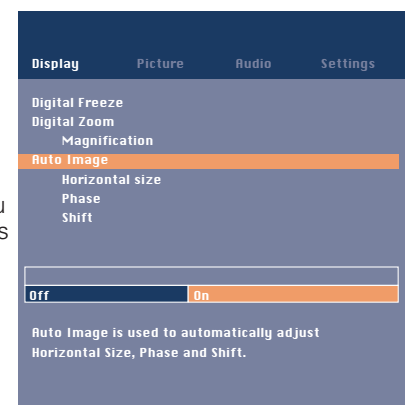 Display Picture Audio Settings
Digital Freeze
Digital Zoom
Magnification
Auto Image
Horizontal size
Phase
Shift
Off On
Auto Image is used to automatically adjust
Horizontal Size, Phase and Shift.